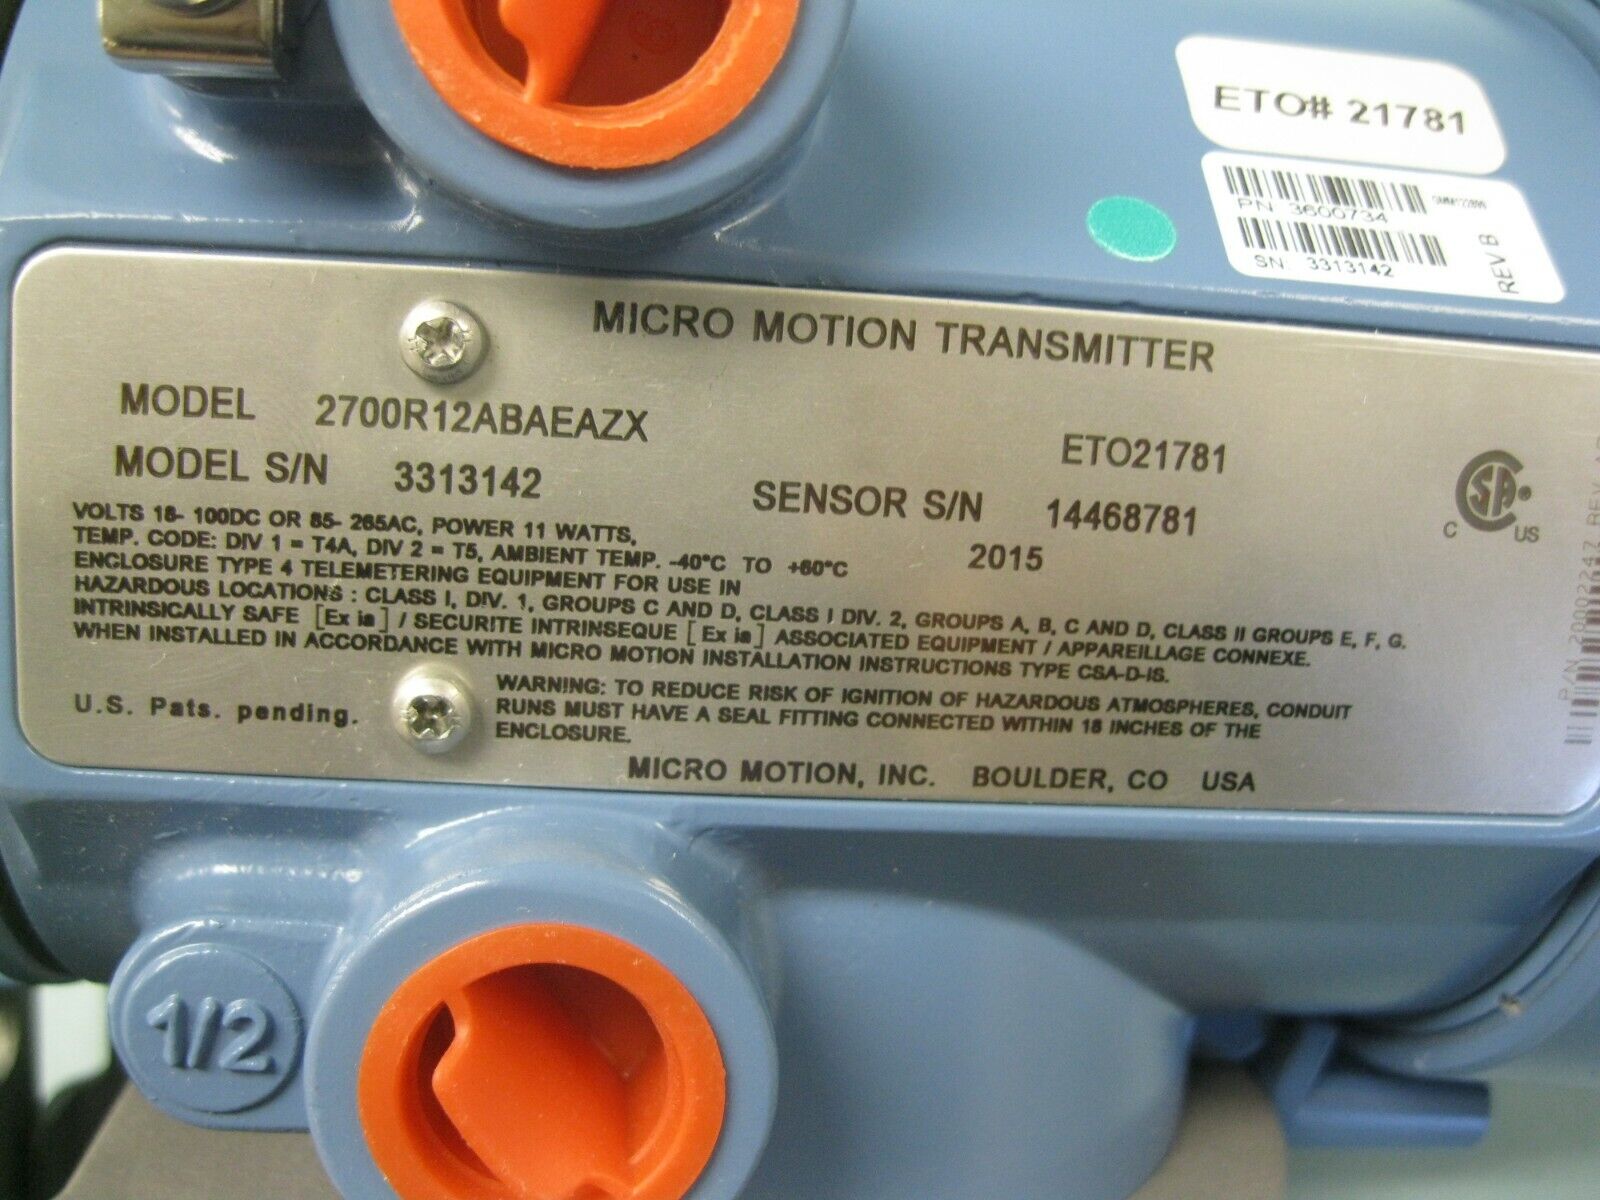 ETO# 21781
PN 3600734
SN: 3313142
REV B
MICRO MOTION TRANSMITTER
MODEL 2700R12ABAEAZX
ETO21781
MODEL S/N 3313142
SENSOR S/N 14468781
2015
VOLTS 18- 100DC OR 85- 265AC, POWER 11 WATTS,
TEMP. CODE: DIV 1 = T4A, DIV 2 = T5, AMBIENT TEMP. -40°C TO +60°C
ENCLOSURE TYPE 4 TELEMETERING EQUIPMENT FOR USE IN
HAZARDOUS LOCATIONS : CLASS I, DIV. 1, GROUPS C AND D, CLASS I DIV. 2, GROUPS A, B, C AND D, CLASS II GROUPS E, F, G.
INTRINSICALLY SAFE [Ex ia] / SECURITE INTRINSEQUE [Ex ia] ASSOCIATED EQUIPMENT / APPAREILLAGE CONNEXE.
WHEN INSTALLED IN ACCORDANCE WITH MICRO MOTION INSTALLATION INSTRUCTIONS TYPE CSA-D-IS.
C SA® US
P/N 20002247 REV
U.S. Pats. pending.
WARNING: TO REDUCE RISK OF IGNITION OF HAZARDOUS ATMOSPHERES, CONDUIT
RUNS MUST HAVE A SEAL FITTING CONNECTED WITHIN 18 INCHES OF THE
ENCLOSURE.
MICRO MOTION, INC. BOULDER, CO USA
1/2